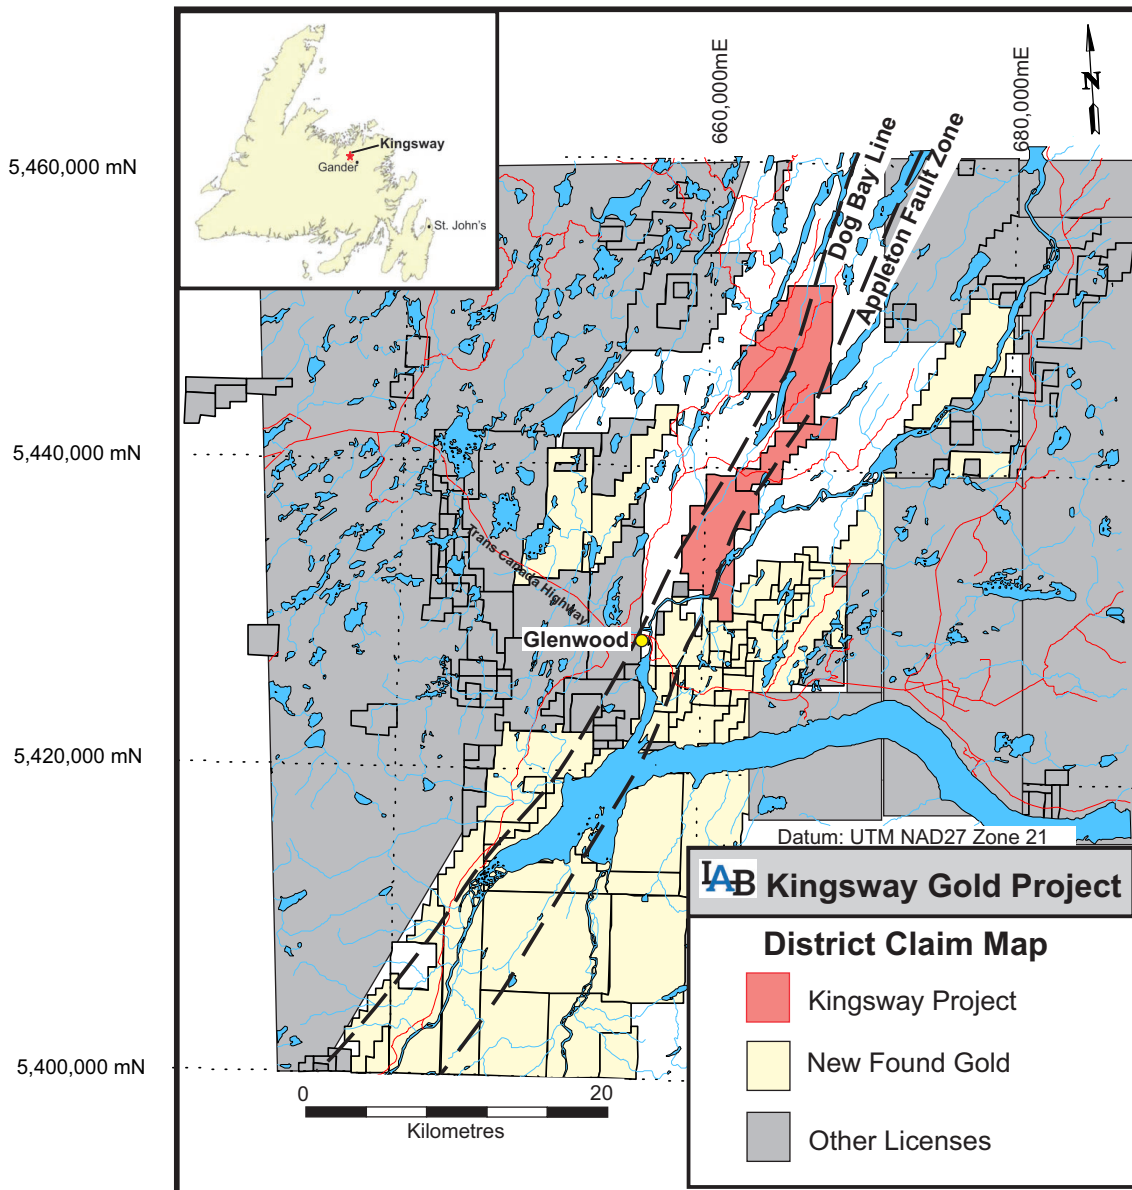 Kingsway
Gander
St. John's
660,000mE
680,000mE
N
5,460,000 mN
Dog Bay Line
Appleton Fault Zone
5,440,000 mN
Trans Canada Highway
Glenwood
5,420,000 mN
Datum: UTM NAD27 Zone 21
LAB Kingsway Gold Project
District Claim Map
Kingsway Project
New Found Gold
Other Licenses
5,400,000 mN
0 20
Kilometres